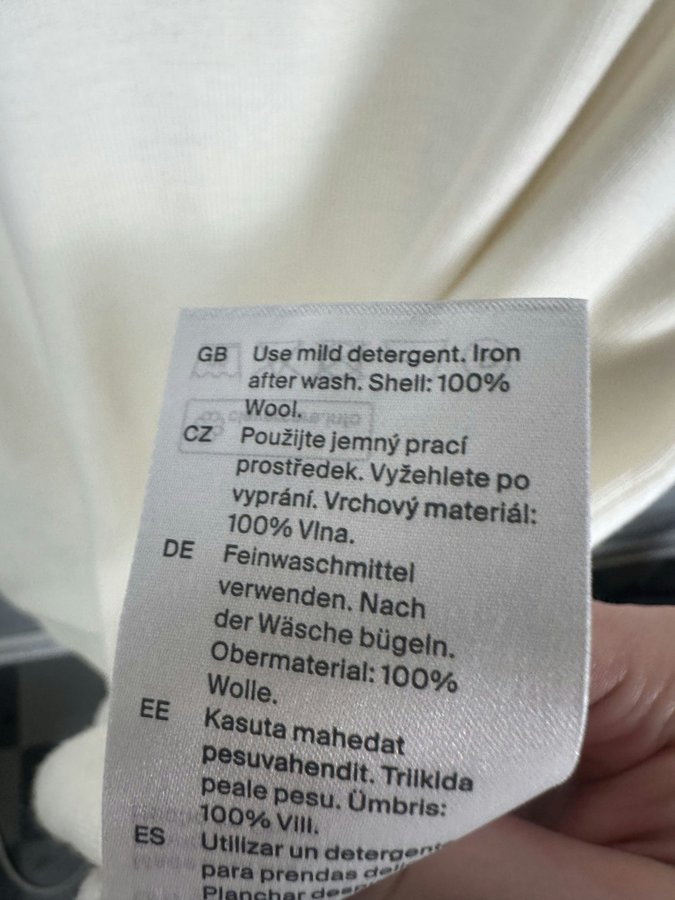 GB Use mild detergent. Iron
after wash. Shell: 100%
Wool.
CZ Použijte jemný prací
prostředek. Vyžehlete po
vyprání. Vrchový materiál:
100% Vlna.
DE Feinwaschmittel
verwenden. Nach
der Wäsche bügeln.
Obermaterial: 100%
Wolle.
EE Kasuta mahedat
pesuvahendit. Triikida
peale pesu. Ümbris:
100% Vill.
ES Utilizar un detergente
para prendas
Planchar